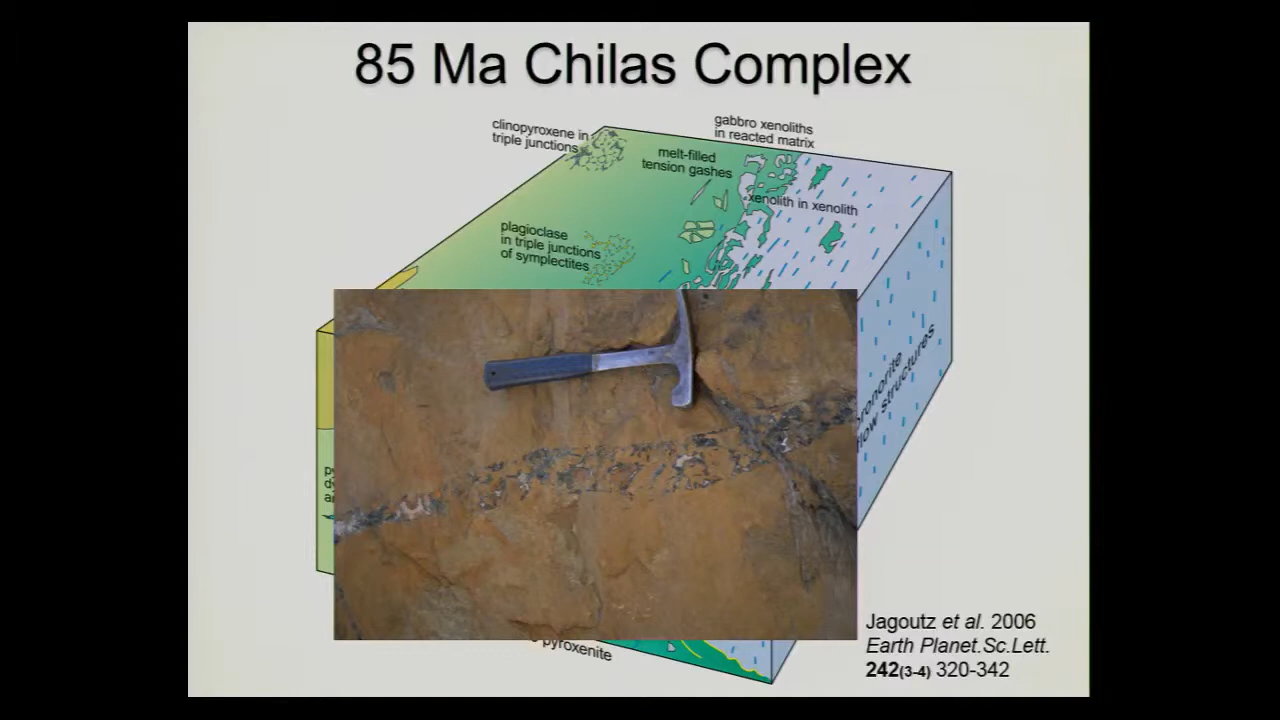 85 Ma Chilas Complex
clinopyroxene in
triple junctions
gabbro xenoliths
in reacted matrix
melt-filled
tension gashes
xenolith in xenolith
plagioclase
in triple junctions
of symplectites
flow structures
pyroxenite
Jagoutz et al. 2006
Earth Planet.Sc.Lett.
242(3-4) 320-342